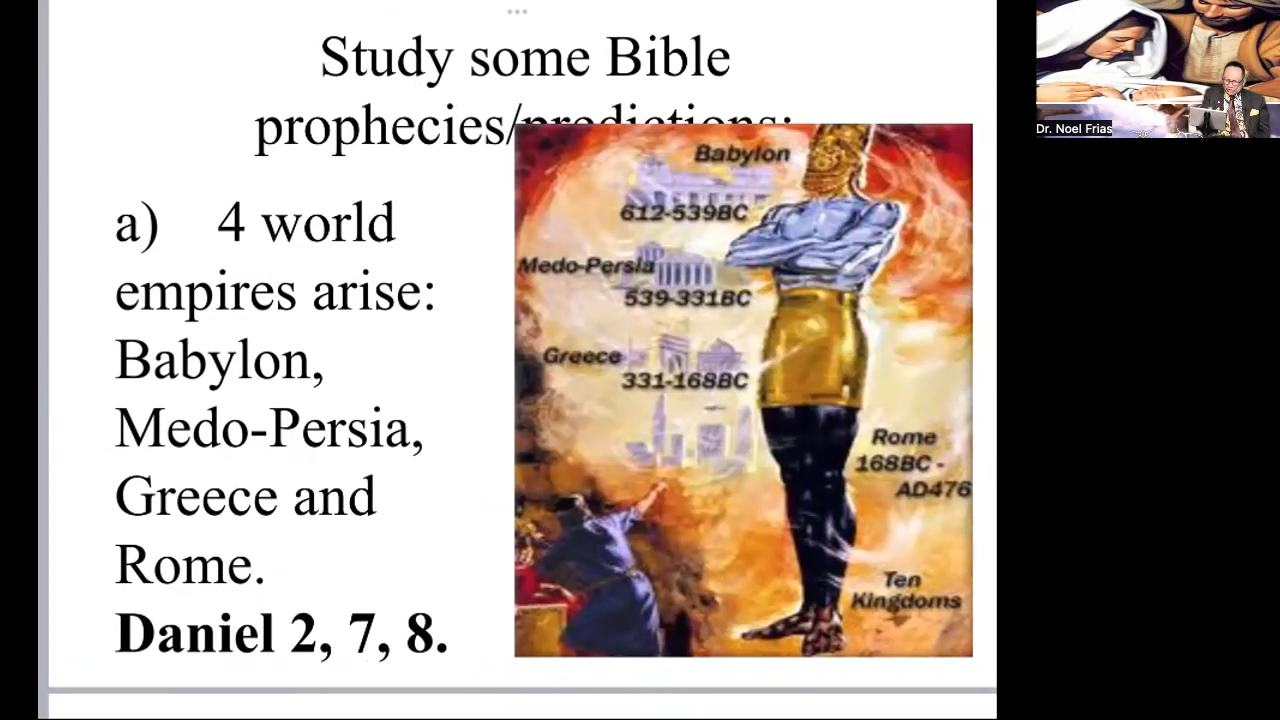 Study some Bible
prophecies/predictions:
a) 4 world
empires arise:
Babylon,
Medo-Persia,
Greece and
Rome.
Daniel 2, 7, 8.
Babylon
612-539BC
Medo-Persia
539-331BC
Greece
331-168BC
Rome
168BC -
AD476
Ten
Kingdoms
Dr. Noel Frias